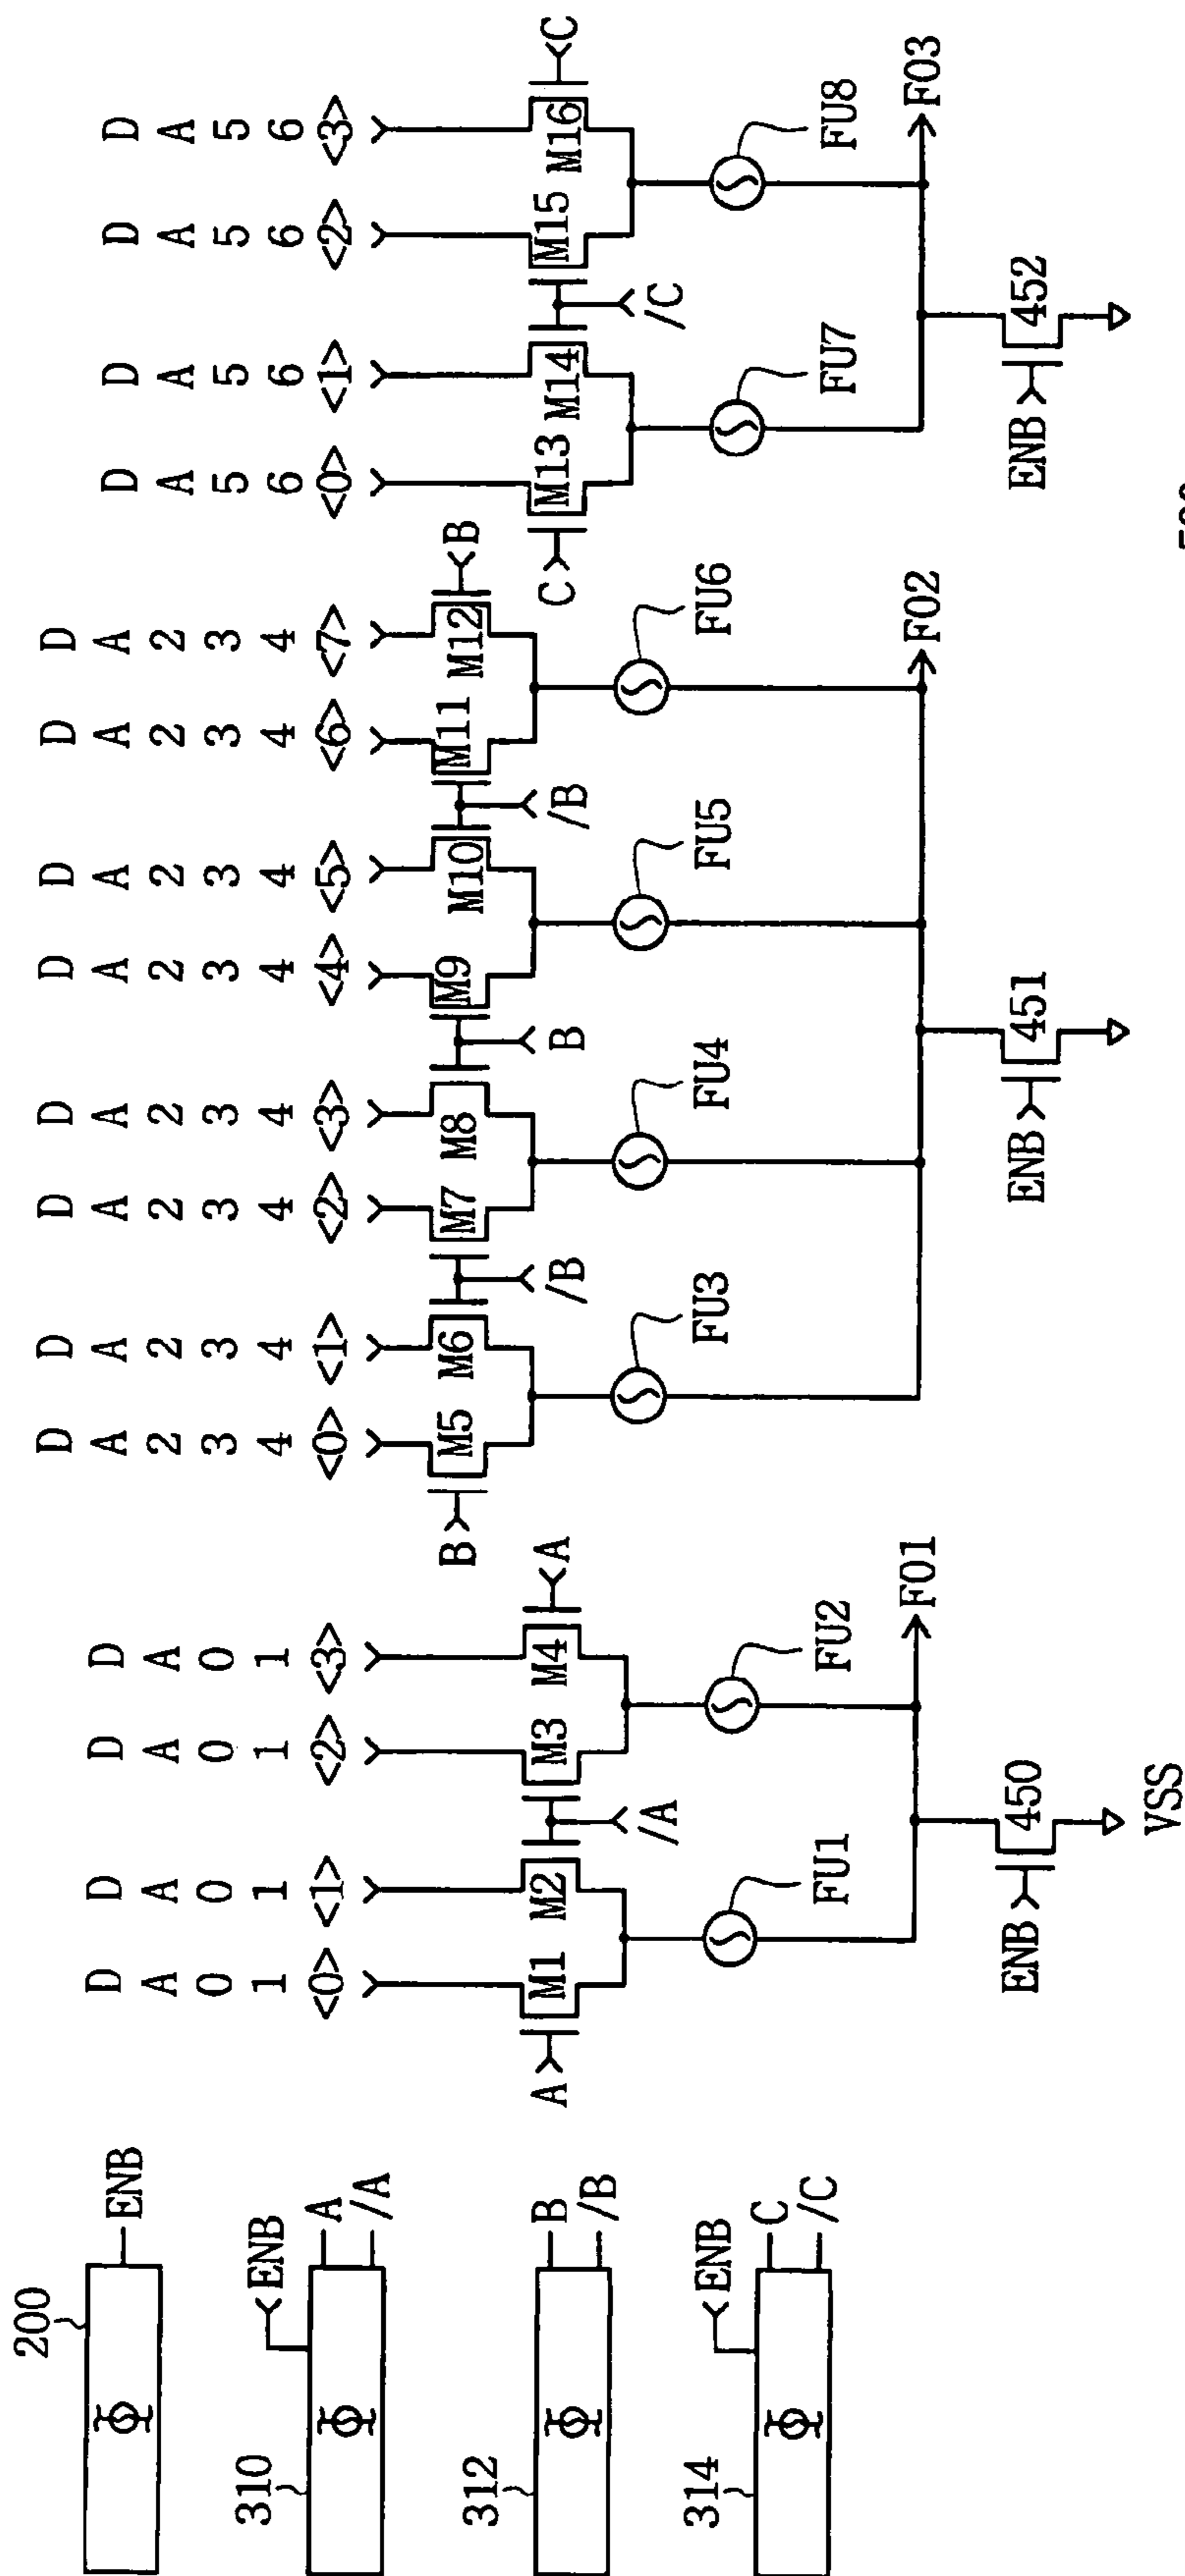 200
ENB
310
ENB
A
/A
312
B
/B
314
ENB
C
/C
DA01<0>
DA01<1>
DA01<2>
DA01<3>
A
M1
M2
/A
M3
M4
A
FU1
FU2
FO1
ENB
450
VSS
DA234<0>
DA234<1>
DA234<2>
DA234<3>
DA234<4>
DA234<5>
DA234<6>
DA234<7>
B
M5
M6
/B
M7
M8
B
M9
M10
/B
M11
M12
B
FU3
FU4
FU5
FU6
FO2
ENB
451
DA56<0>
DA56<1>
DA56<2>
DA56<3>
C
M13
M14
/C
M15
M16
C
FU7
FU8
FO3
ENB
452